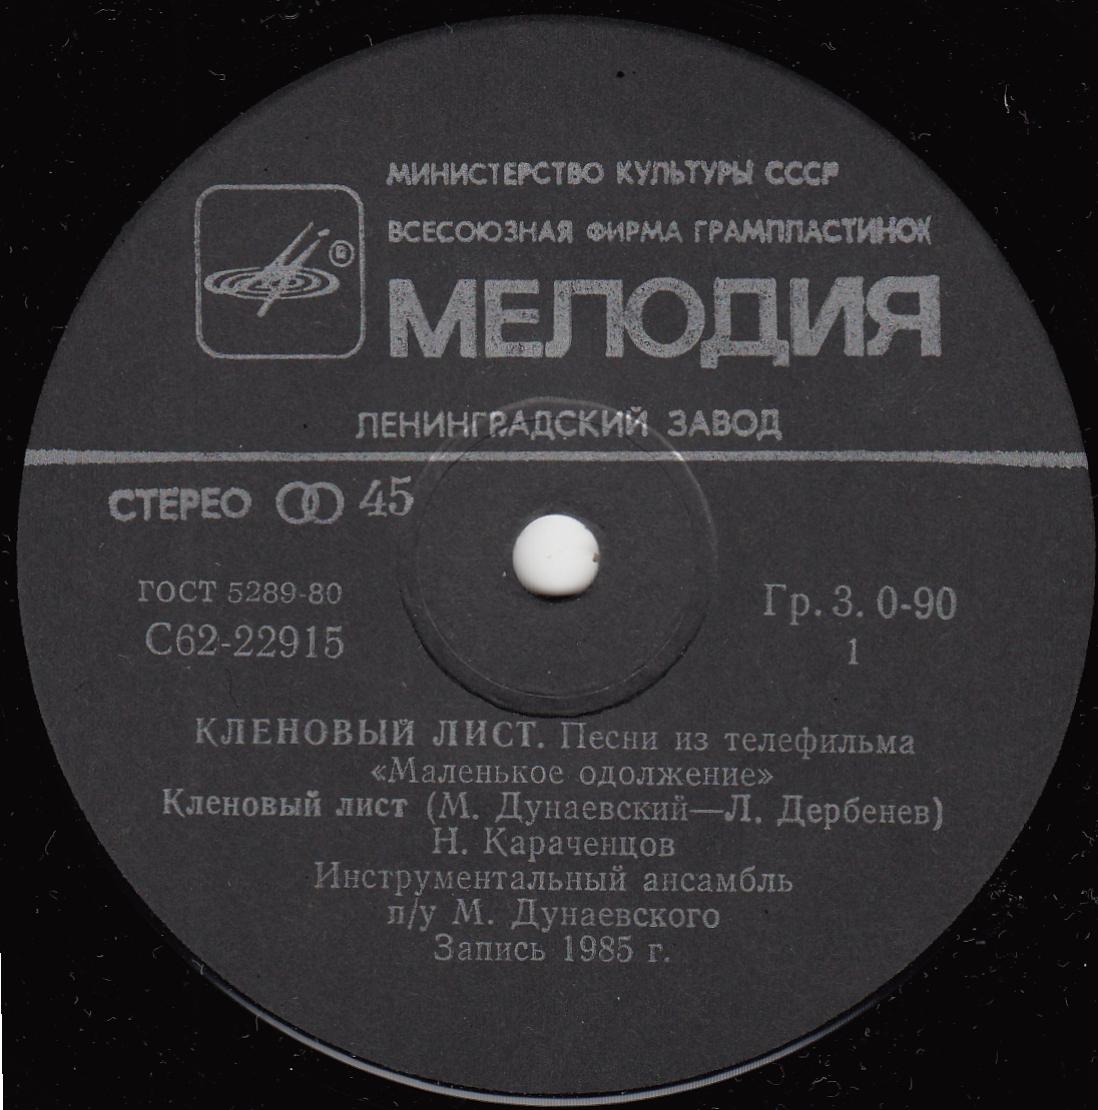 МИНИСТЕРСТВО КУЛЬТУРЫ СССР
ВСЕСОЮЗНАЯ ФИРМА ГРАМПЛАСТИНОК
®
МЕЛОДИЯ
ЛЕНИНГРАДСКИЙ ЗАВОД
СТЕРЕО 45
ГОСТ 5289-80
С62-22915
Гр. 3. 0-90
1
КЛЕНОВЫЙ ЛИСТ. Песни из телефильма
«Маленькое одолжение»
Кленовый лист (М. Дунаевский—Л. Дербенев)
Н. Караченцов
Инструментальный ансамбль
п/у М. Дунаевского
Запись 1985 г.